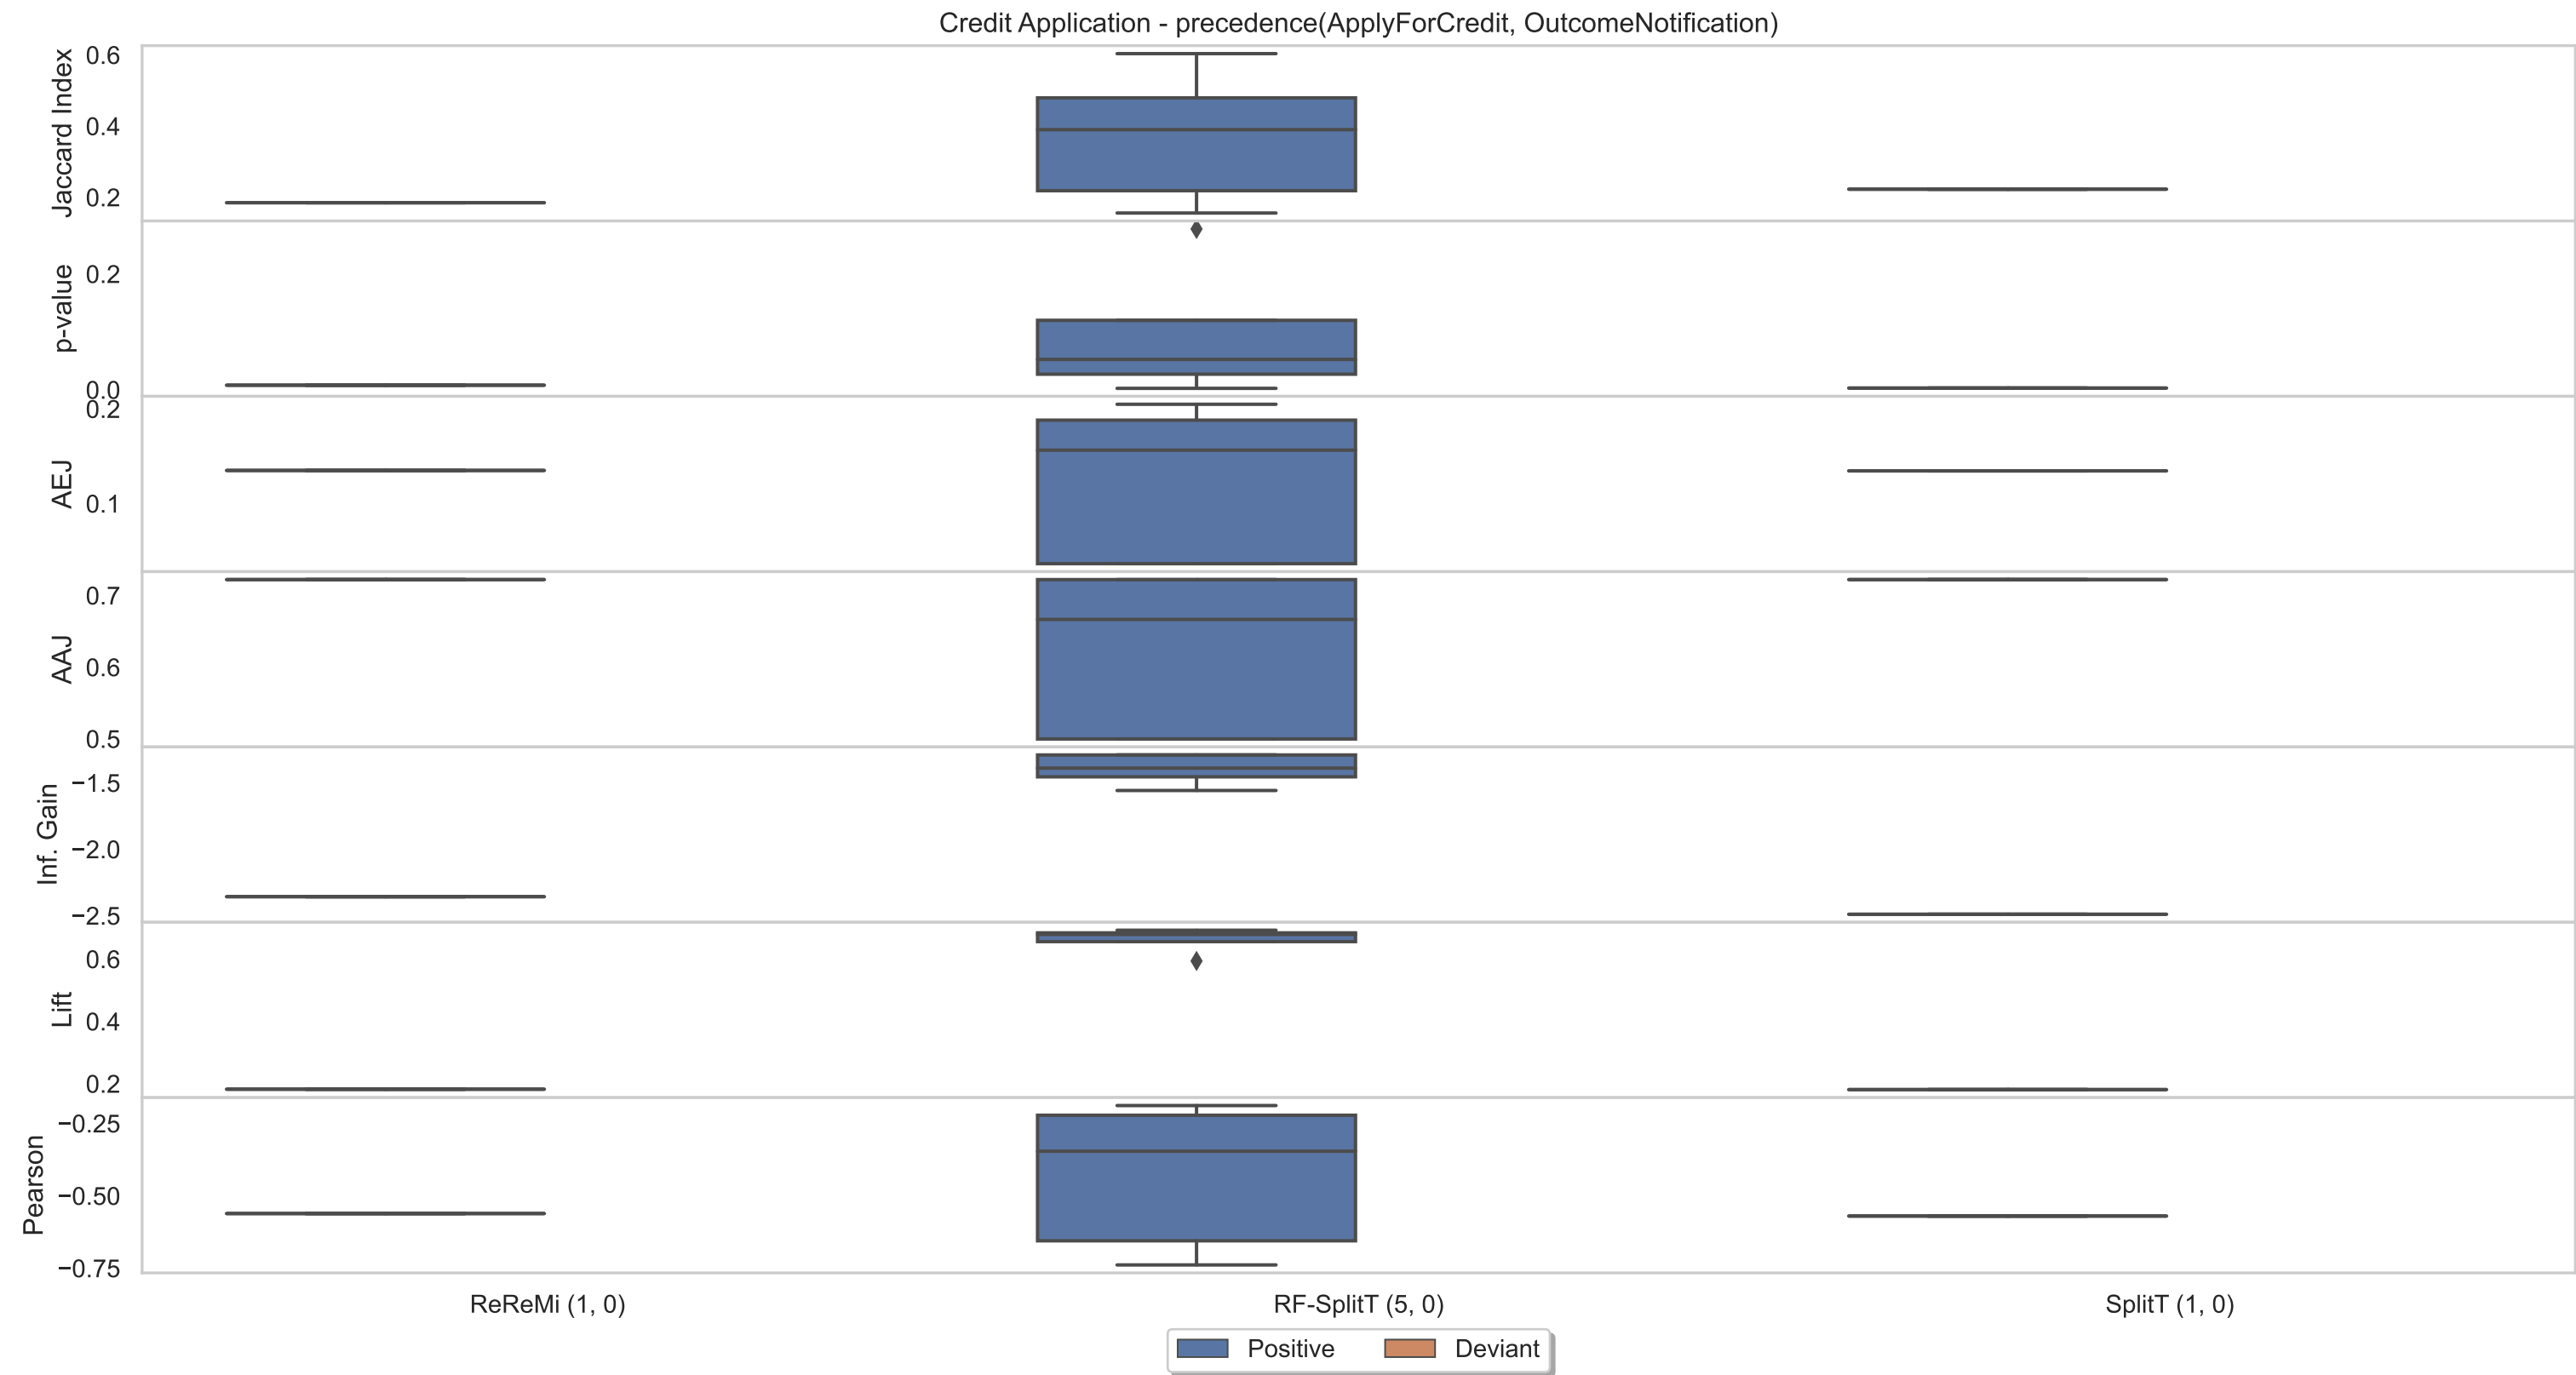 Credit Application - precedence(ApplyForCredit, OutcomeNotification)
Jaccard Index
0.6
0.4
0.2
p-value
0.2
0.0
AEJ
0.2
0.1
AAJ
0.7
0.6
0.5
Inf. Gain
−1.5
−2.0
−2.5
Lift
0.6
0.4
0.2
Pearson
−0.25
−0.50
−0.75
ReReMi (1, 0) RF-SplitT (5, 0) SplitT (1, 0)
Positive Deviant